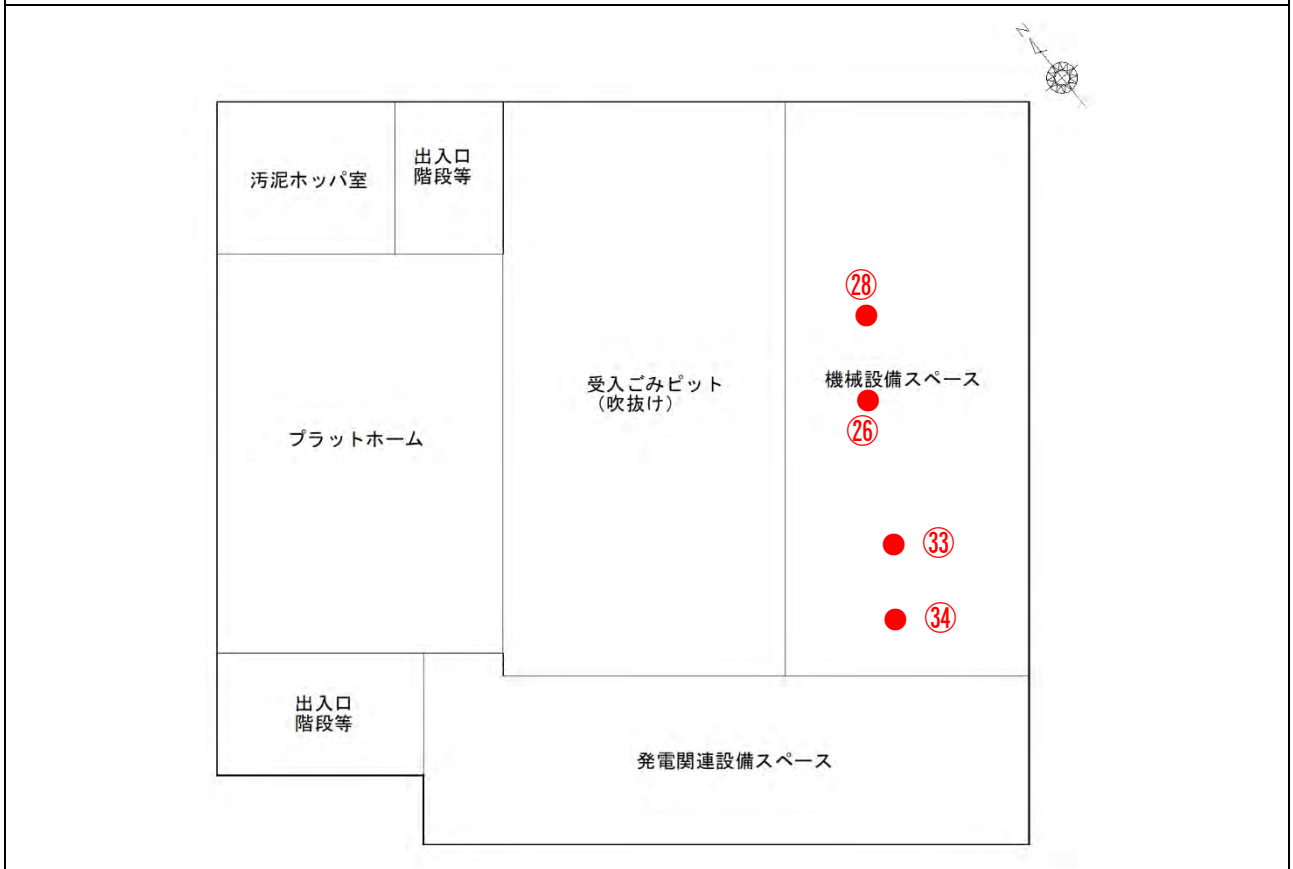 N
汚泥ホッパ室
出入口
階段等
㉘
機械設備スペース
受入ごみピット
（吹抜け）
㉖
プラットホーム
㉝
㉞
出入口
階段等
発電関連設備スペース